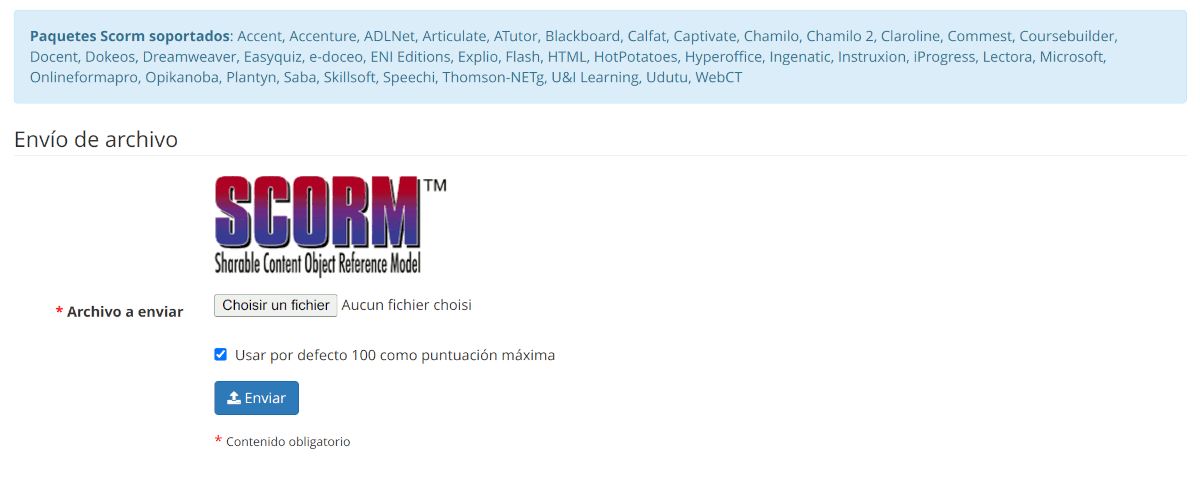 Paquetes Scorm soportados: Accent, Accenture, ADLNet, Articulate, ATutor, Blackboard, Calfat, Captivate, Chamilo, Chamilo 2, Claroline, Commest, Coursebuilder,
Docent, Dokeos, Dreamweaver, Easyquiz, e-doceo, ENI Editions, Explio, Flash, HTML, HotPotatoes, Hyperoffice, Ingenatic, Instruxion, iProgress, Lectora, Microsoft,
Onlineformapro, Opikanoba, Plantyn, Saba, Skillsoft, Speechi, Thomson-NETg, U&I Learning, Udutu, WebCT
Envío de archivo
SCORM™
Sharable Content Object Reference Model
* Archivo a enviar Choisir un fichier Aucun fichier choisi
Usar por defecto 100 como puntuación máxima
Enviar
* Contenido obligatorio